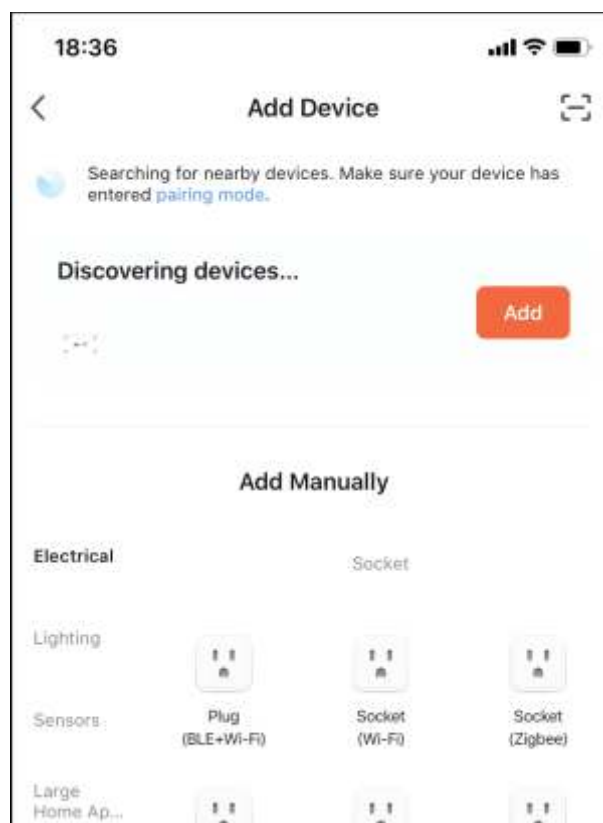 18:36
Add Device
Searching for nearby devices. Make sure your device has
entered pairing mode.
Discovering devices...
Add
Add Manually
Electrical
Socket
Lighting
Sensors
Plug
(BLE+Wi-Fi)
Socket
(Wi-Fi)
Socket
(Zigbee)
Large
Home Ap...